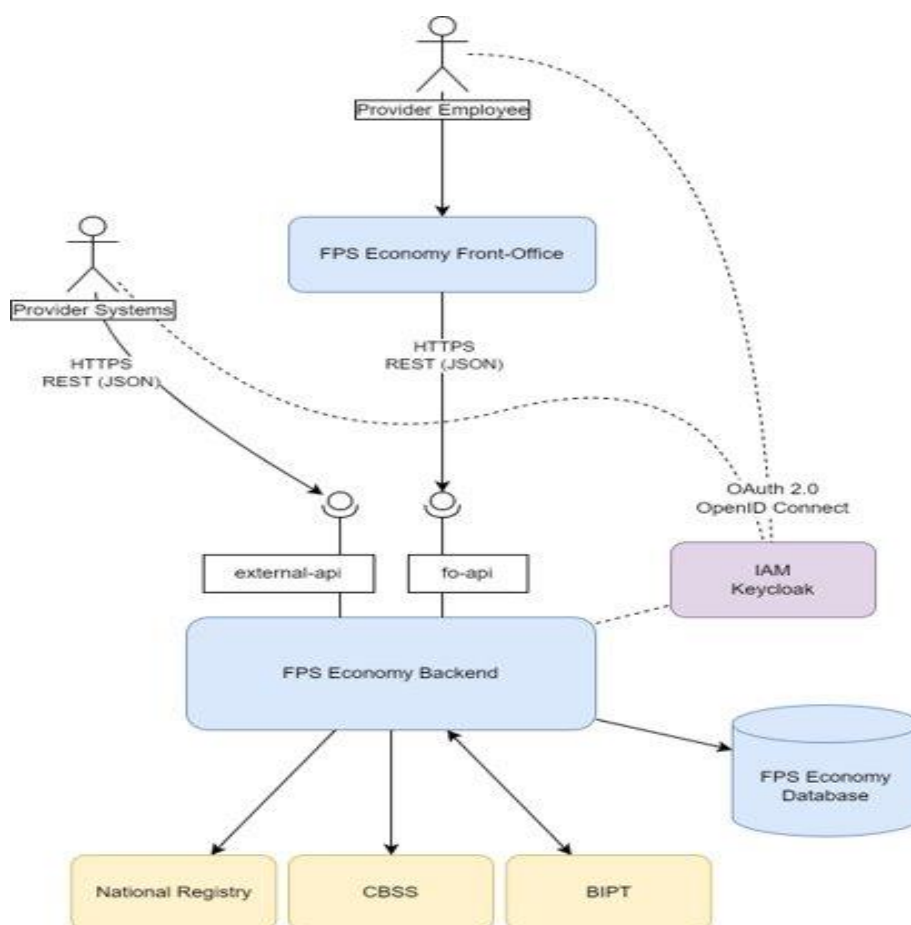 Provider Employee
FPS Economy Front-Office
Provider Systems
HTTPS
REST (JSON)
HTTPS
REST (JSON)
OAuth 2.0
OpenID Connect
external-api
fo-api
IAM
Keycloak
FPS Economy Backend
FPS Economy
Database
National Registry
CBSS
BIPT